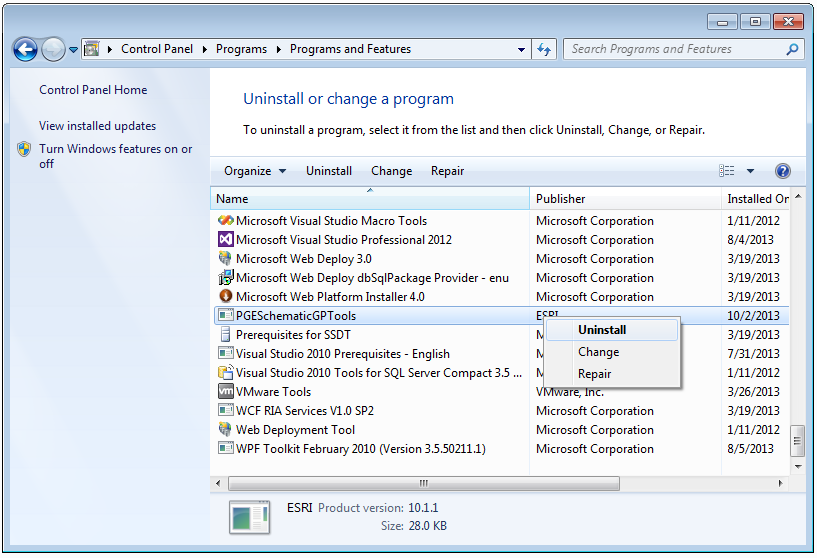 Control Panel Programs Programs and Features Search Programs and Features
Control Panel Home
View installed updates
Turn Windows features on or
off
Uninstall or change a program
To uninstall a program, select it from the list and then click Uninstall, Change, or Repair.
Organize Uninstall Change Repair
Name Publisher Installed On
Microsoft Visual Studio Macro Tools Microsoft Corporation 1/11/2012
Microsoft Visual Studio Professional 2012 Microsoft Corporation 8/4/2013
Microsoft Web Deploy 3.0 Microsoft Corporation 3/19/2013
Microsoft Web Deploy dbSqlPackage Provider - enu Microsoft Corporation 3/19/2013
Microsoft Web Platform Installer 4.0 Microsoft Corporation 3/19/2013
PGESchematicGPTools ESRI 10/2/2013
Prerequisites for SSDT M 3/19/2013
Visual Studio 2010 Prerequisites - English M 7/31/2013
Visual Studio 2010 Tools for SQL Server Compact 3.5 ... M 1/11/2012
Uninstall
Change
Repair
vm VMware Tools VMware, Inc. 3/26/2013
WCF RIA Services V1.0 SP2 Microsoft Corporation 3/19/2013
Web Deployment Tool Microsoft Corporation 1/11/2012
WPF Toolkit February 2010 (Version 3.5.50211.1) Microsoft Corporation 8/5/2013
ESRI Product version: 10.1.1
Size: 28.0 KB